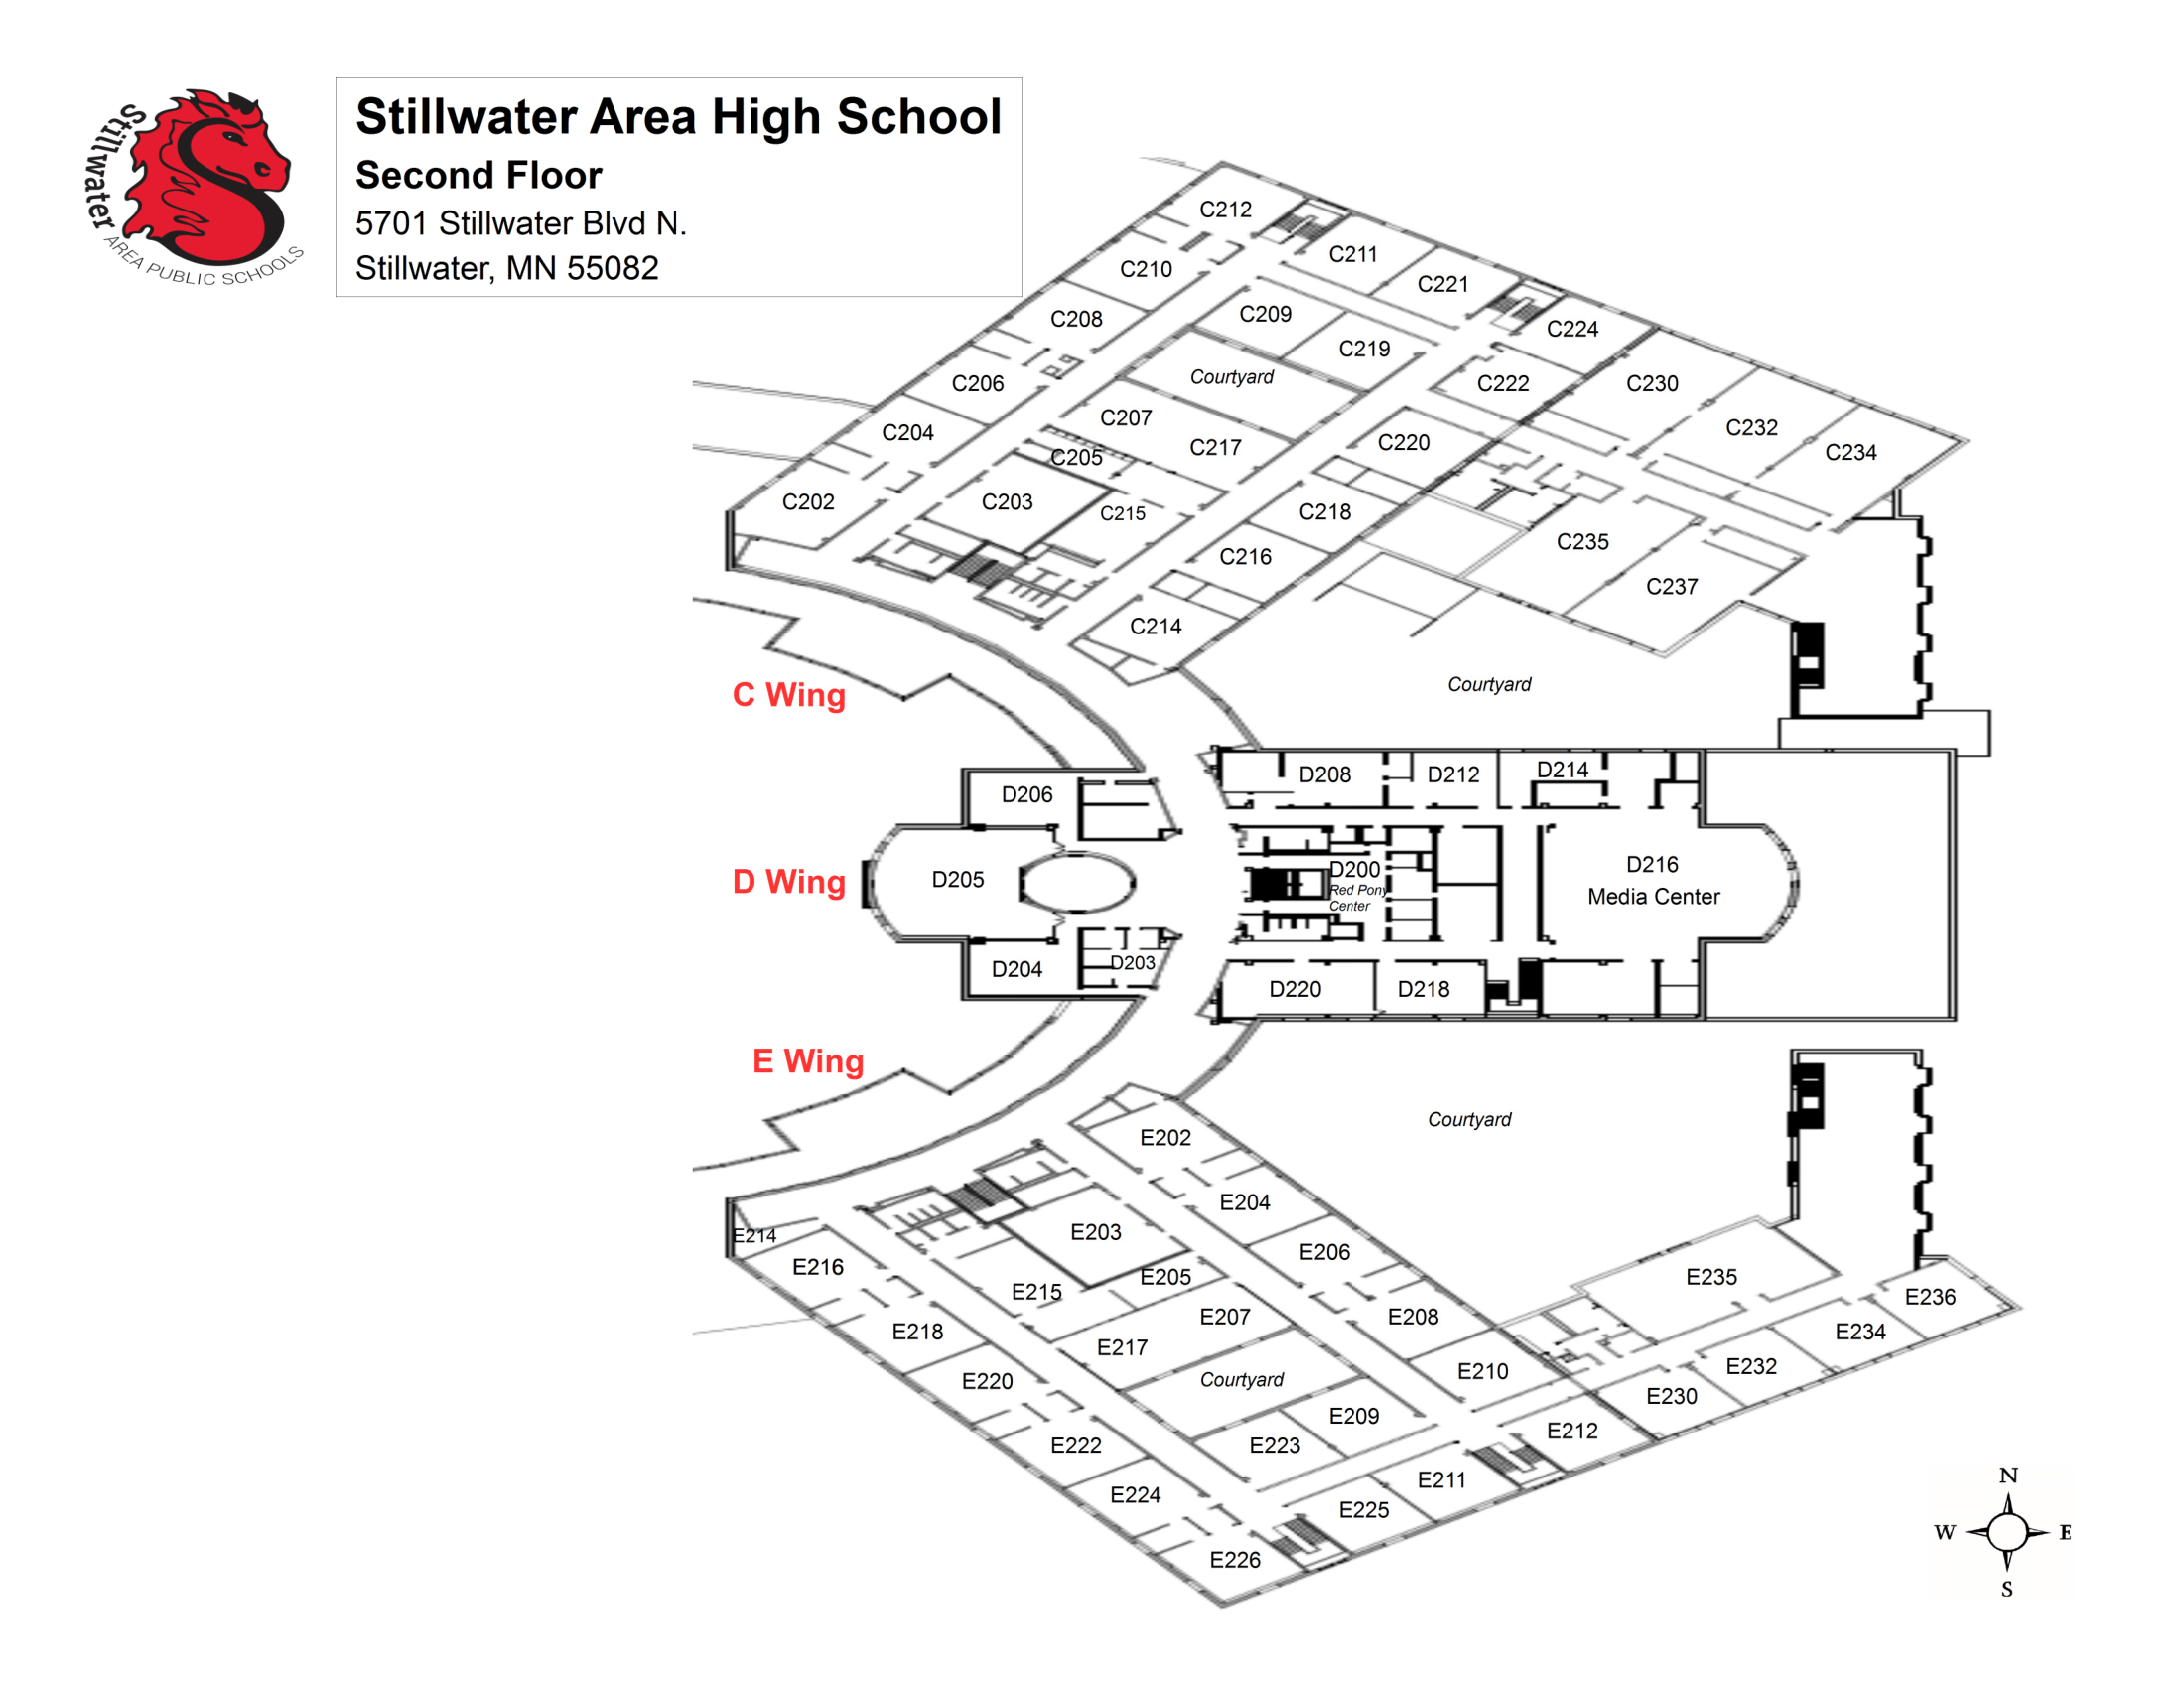 Stillwater
AREA PUBLIC SCHOOLS
Stillwater Area High School
Second Floor
5701 Stillwater Blvd N.
Stillwater, MN 55082
C212
C211
C210
C221
C209
C208
C224
C219
Courtyard
C206
C222
C230
C207
C232
C204
C220
C217
C234
C205
C202
C203
C215
C218
C235
C216
C237
C214
Courtyard
C Wing
D208
D212
D214
D206
D216
Media Center
D200
Red Pony
Center
D205
D Wing
D203
D204
D220
D218
E Wing
Courtyard
E202
E204
E203
E214
E206
E216
E205
E235
E215
E236
E207
E208
E218
E234
E217
E232
E210
E220
Courtyard
E230
E209
E212
E223
E222
E211
E224
E225
E226
N
W
E
S